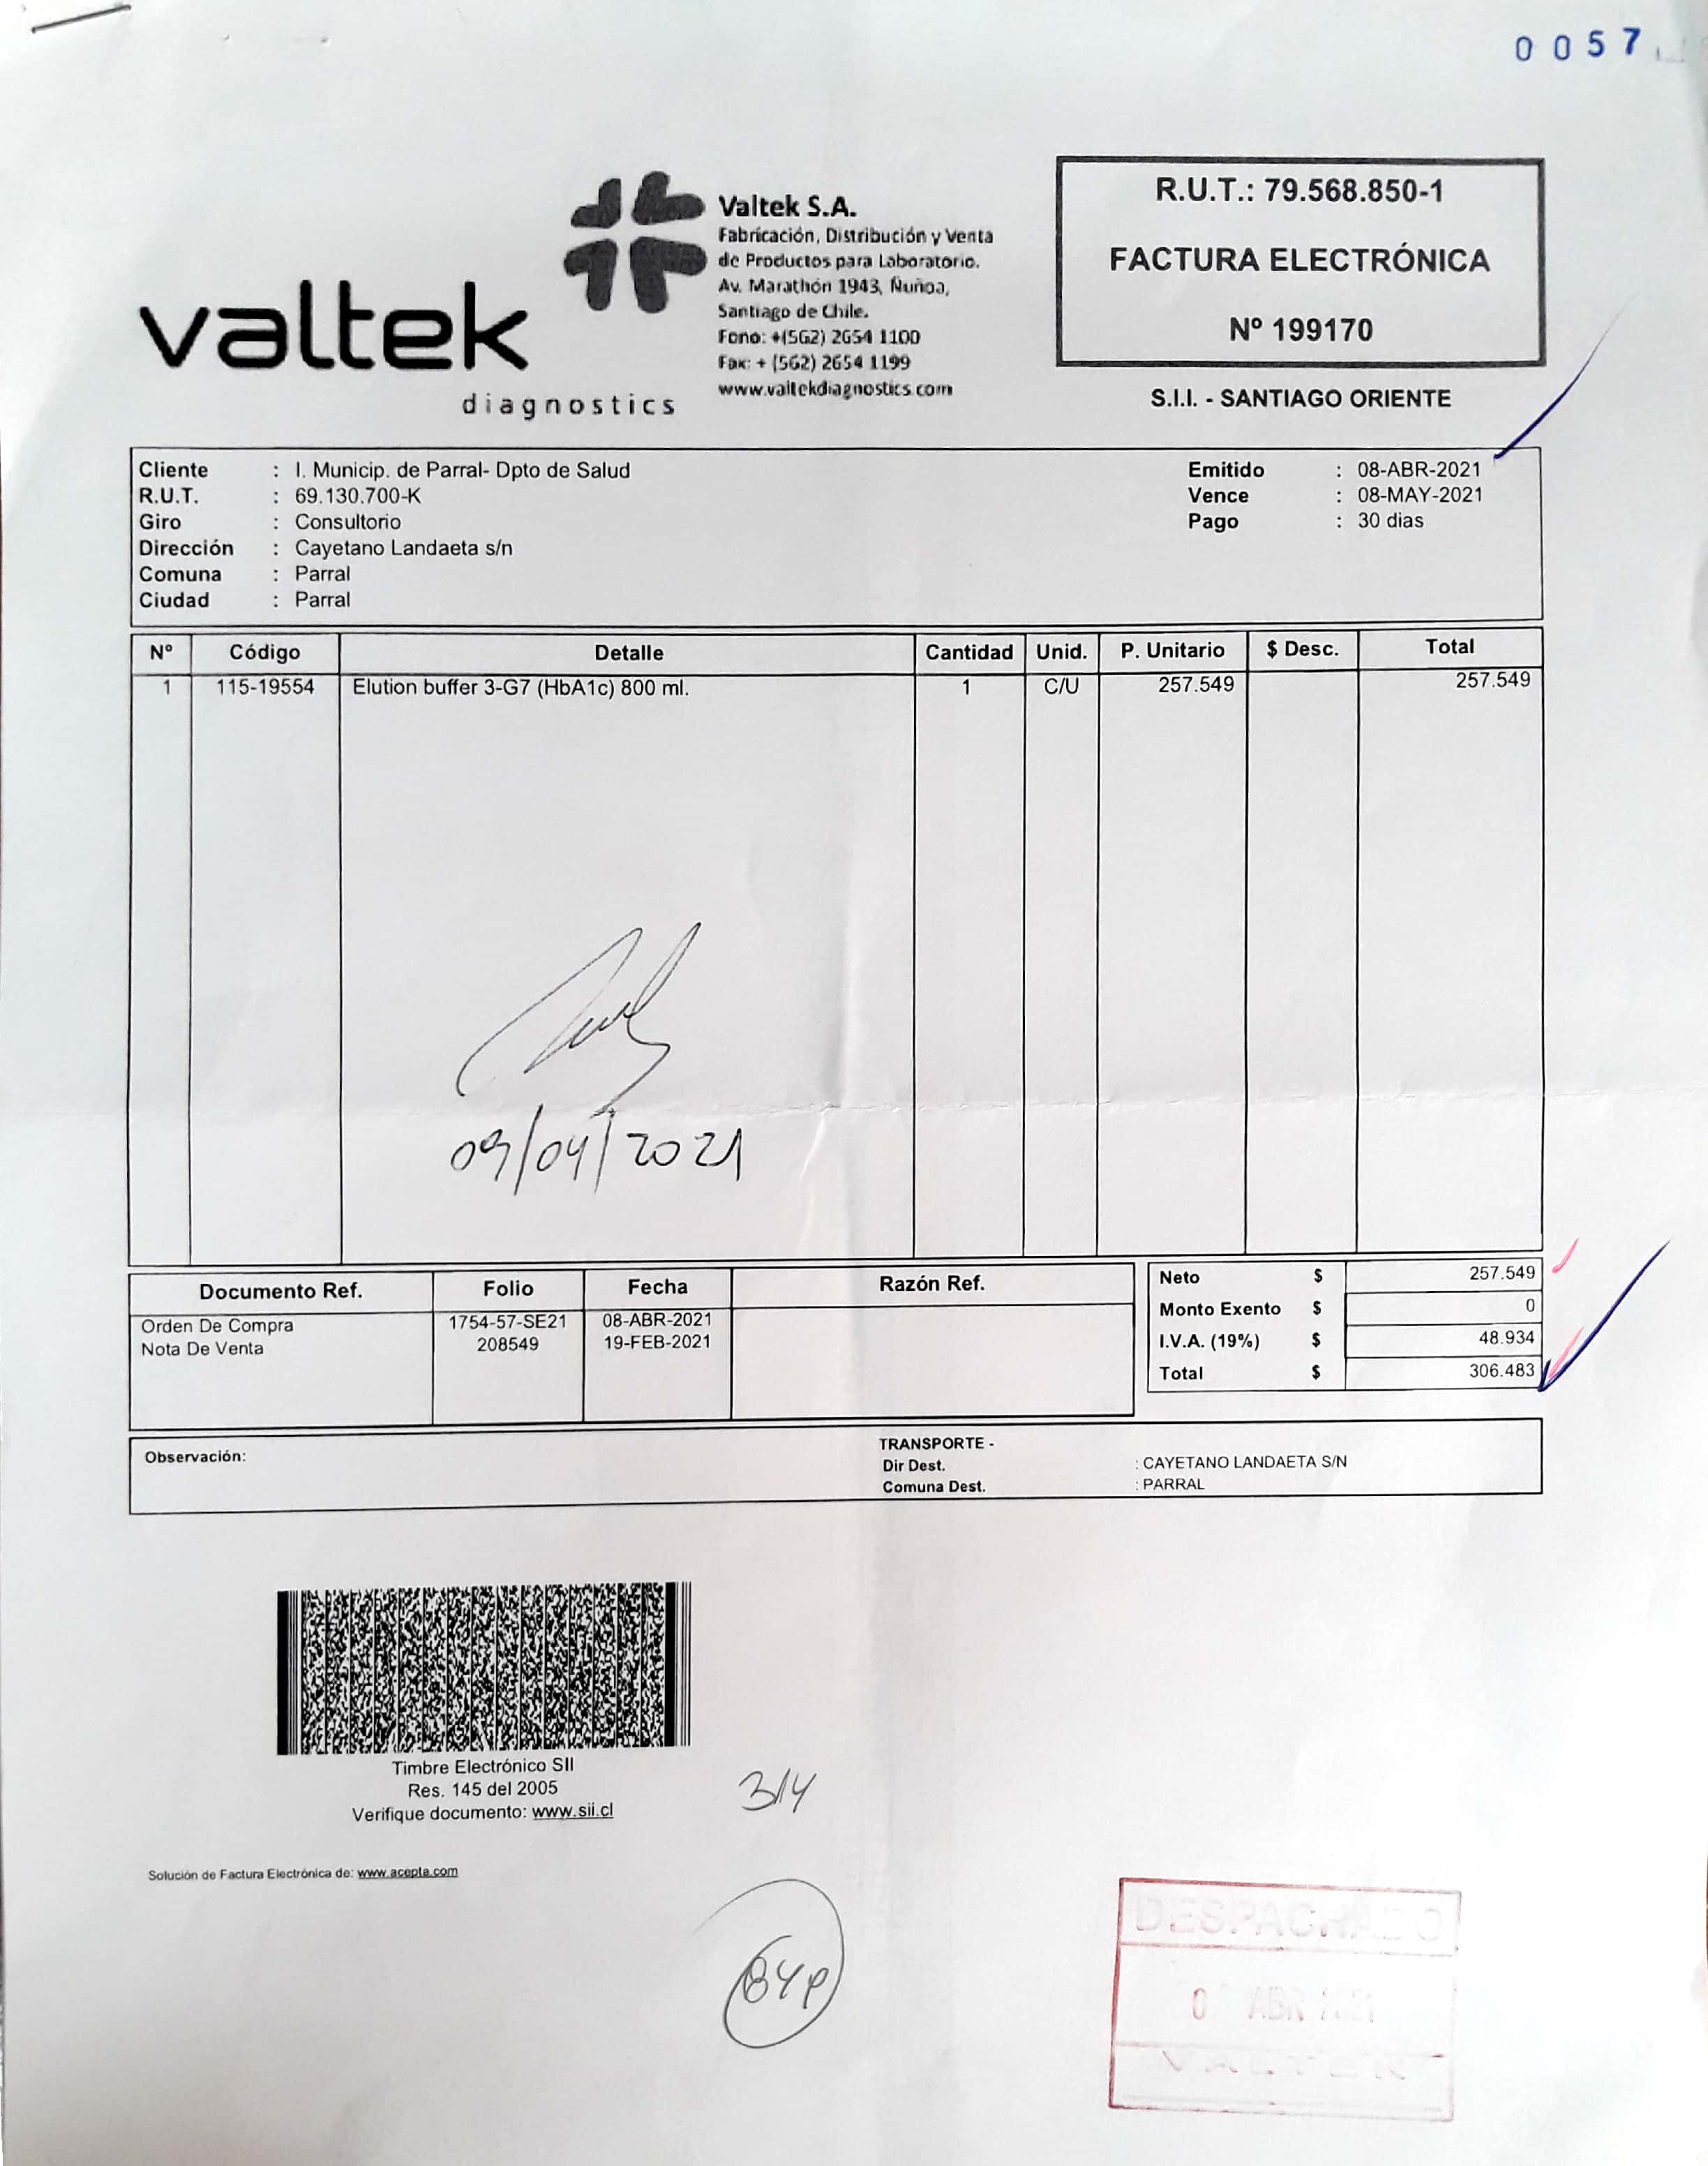 0057
valtek
diagnostics
Valtek S.A.
Fabricación, Distribución y Venta
de Productos para Laboratorio.
Av. Marathón 1943, Ñuñoa,
Santiago de Chile.
Fono: +(562) 2654 1100
Fax: + (562) 2654 1199
www.valtekdiagnostics.com
R.U.T.: 79.568.850-1
FACTURA ELECTRÓNICA
Nº 199170
S.I.I. - SANTIAGO ORIENTE
Cliente : I. Municip. de Parral- Dpto de Salud
R.U.T. : 69.130.700-K
Giro : Consultorio
Dirección : Cayetano Landaeta s/n
Comuna : Parral
Ciudad : Parral
Emitido : 08-ABR-2021
Vence : 08-MAY-2021
Pago : 30 dias
Nº Código Detalle Cantidad Unid. P. Unitario $ Desc. Total
1 115-19554 Elution buffer 3-G7 (HbA1c) 800 ml. 1 C/U 257.549 257.549
09/04/2021
Documento Ref. Folio Fecha Razón Ref.
Orden De Compra 1754-57-SE21 08-ABR-2021
Nota De Venta 208549 19-FEB-2021
Neto $ 257.549
Monto Exento $ 0
I.V.A. (19%) $ 48.934
Total $ 306.483
Observación:
TRANSPORTE -
Dir Dest. : CAYETANO LANDAETA S/N
Comuna Dest. : PARRAL
Timbre Electrónico SII
Res. 145 del 2005
Verifique documento: www.sii.cl
314
Solución de Factura Electrónica de: www.acepta.com
DESPACHADO
ABR 2021
VALTEK